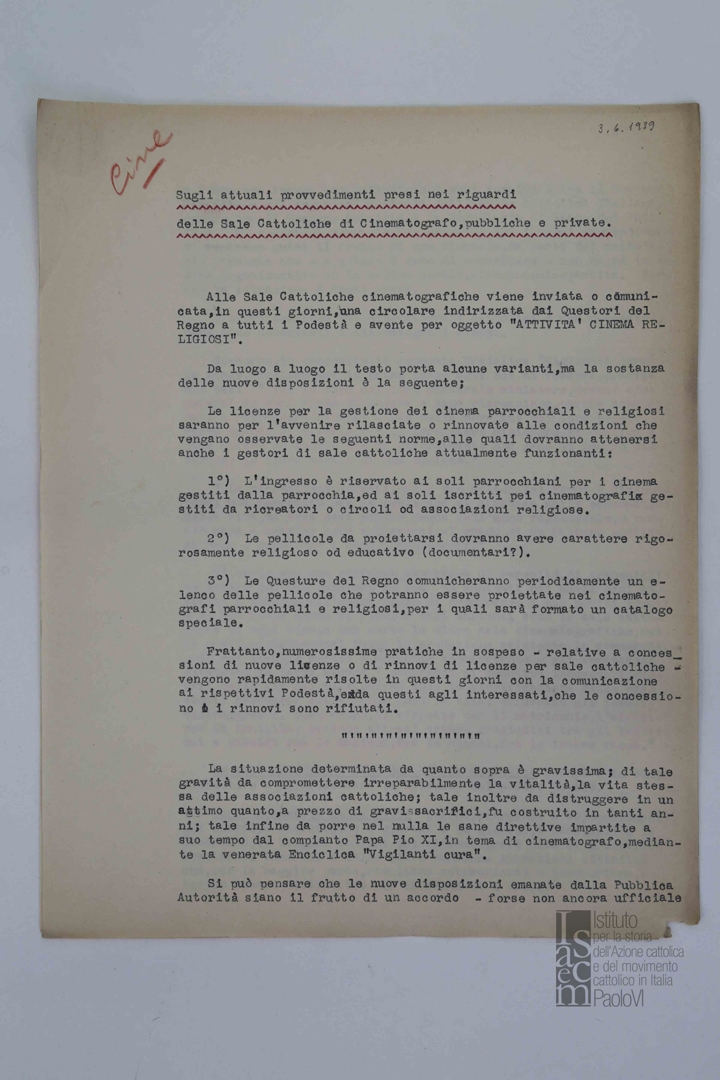 3.6.1939
Cine
Sugli attuali provvedimenti presi nei riguardi
delle Sale Cattoliche di Cinematografo,pubbliche e private.
Alle Sale Cattoliche cinematografiche viene inviata o comuni-
cata,in questi giorni,una circolare indirizzata dai Questori del
Regno a tutti i Podestà e avente per oggetto "ATTIVITA' CINEMA RE-
LIGIOSI".
Da luogo a luogo il testo porta alcune varianti,ma la sostanza
delle nuove disposizioni è la seguente;
Le licenze per la gestione dei cinema parrocchiali e religiosi
saranno per l'avvenire rilasciate o rinnovate alle condizioni che
vengano osservate le seguenti norme,alle quali dovranno attenersi
anche i gestori di sale cattoliche attualmente funzionanti:
1°) L'ingresso è riservato ai soli parrocchiani per i cinema
gestiti dalla parrocchia,ed ai soli iscritti pei cinematografi ge-
stiti da ricreatori o circoli od associazioni religiose.
2°) Le pellicole da proiettarsi dovranno avere carattere rigo-
rosamente religioso od educativo (documentari?).
3°) Le Questure del Regno comunicheranno periodicamente un e-
lenco delle pellicole che potranno essere proiettate nei cinemato-
grafi parrocchiali e religiosi,per i quali sarà formato un catalogo
speciale.
Frattanto,numerosissime pratiche in sospeso - relative a conces_
sioni di nuove licenze o di rinnovi di licenze per sale cattoliche -
vengono rapidamente risolte in questi giorni con la comunicazione
ai rispettivi Podestà,e da questi agli interessati,che le concessio-
no i rinnovi sono rifiutati.
"'"'"'"'"'"'"'"'"'"'"'"
La situazione determinata da quanto sopra è gravissima; di tale
gravità da compromettere irreparabilmente la vitalità,la vita stes-
sa delle associazioni cattoliche; tale inoltre da distruggere in un
attimo quanto,a prezzo di gravi sacrifici,fu costruito in tanti an-
ni; tale infine da porre nel nulla le sane direttive impartite a
suo tempo dal compianto Papa Pio XI,in tema di cinematografo,median-
te la venerata Enciclica "Vigilanti cura".
Si può pensare che le nuove disposizioni emanate dalla Pubblica
Autorità siano il frutto di un accordo - forse non ancora ufficiale
Isacem
Istituto
per la storia
dell'Azione cattolica
e del movimento
cattolico in Italia
PaoloVI